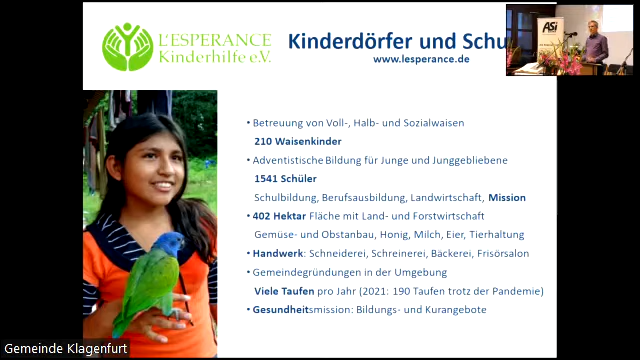 L'ESPERANCE
Kinderhilfe e.V.
Kinderdörfer und Schu
www.lesperance.de
ASi
• Betreuung von Voll-, Halb- und Sozialwaisen
210 Waisenkinder
• Adventistische Bildung für Junge und Junggebliebene
1541 Schüler
Schulbildung, Berufsausbildung, Landwirtschaft, Mission
• 402 Hektar Fläche mit Land- und Forstwirtschaft
Gemüse- und Obstanbau, Honig, Milch, Eier, Tierhaltung
• Handwerk: Schneiderei, Schreinerei, Bäckerei, Frisörsalon
• Gemeindegründungen in der Umgebung
Viele Taufen pro Jahr (2021: 190 Taufen trotz der Pandemie)
• Gesundheitsmission: Bildungs- und Kurangebote
Gemeinde Klagenfurt